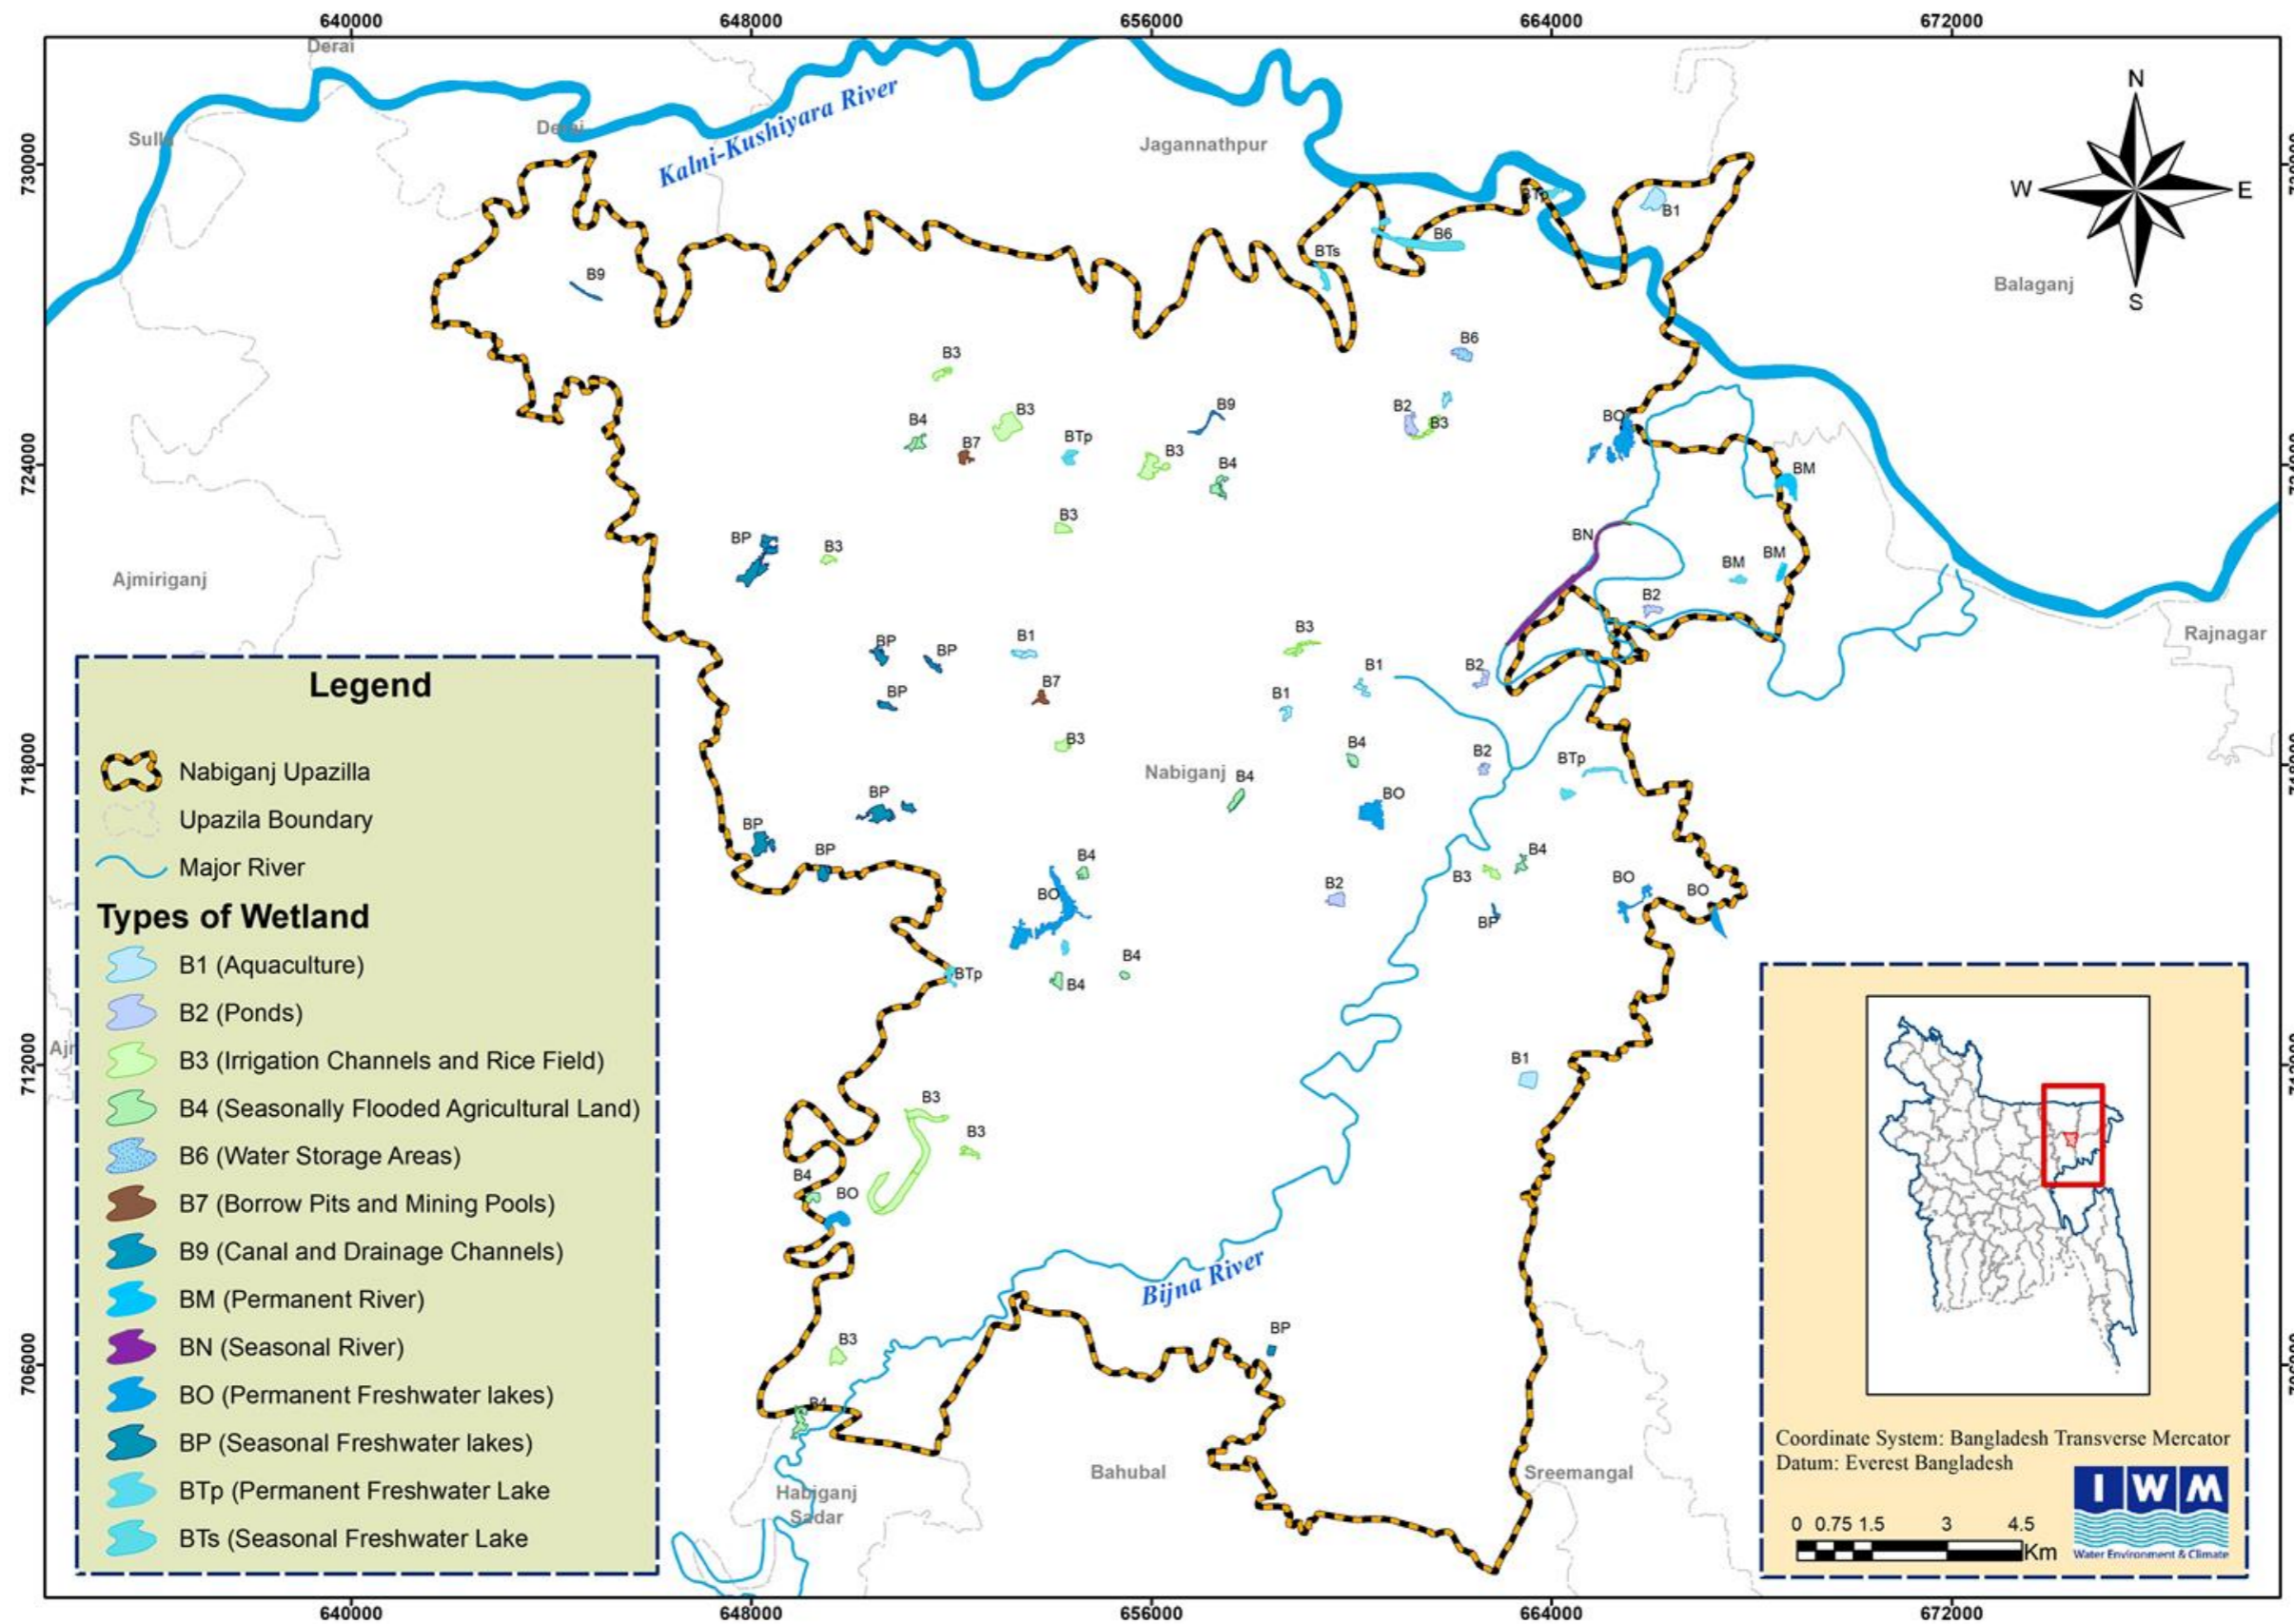 640000 648000 656000 664000 672000
Derai
Sulla
Derai
Kalni-Kushiyara River
Jagannathpur
N
W E
S
730000
BTp
B1
B6
BTs
B9
Balaganj
B6
B3
B4
B3
B7
BTp
B9
B3
B4
B2
B3
BO
BM
724000
B3
BP
B3
BN
BM
BM
B2
Ajmiriganj
Rajnagar
BP
BP
B1
B3
BP
B7
B1
B1
B2
B3
B4
B2
BTp
718000
Nabiganj
B4
BO
BP
BP
BP
B4
BO
B2
B3
B4
BP
BO
BO
BTp
B4
B4
712000
B1
B3
B3
B4
BO
Bijna River
706000
B3
BP
B4
Bahubal
Sreemangal
Habiganj
Sadar
Legend
Nabiganj Upazilla
Upazila Boundary
Major River
Types of Wetland
B1 (Aquaculture)
B2 (Ponds)
B3 (Irrigation Channels and Rice Field)
B4 (Seasonally Flooded Agricultural Land)
B6 (Water Storage Areas)
B7 (Borrow Pits and Mining Pools)
B9 (Canal and Drainage Channels)
BM (Permanent River)
BN (Seasonal River)
BO (Permanent Freshwater lakes)
BP (Seasonal Freshwater lakes)
BTp (Permanent Freshwater Lake
BTs (Seasonal Freshwater Lake
Coordinate System: Bangladesh Transverse Mercator
Datum: Everest Bangladesh
0 0.75 1.5 3 4.5
Km
IWM
Water Environment & Climate
640000 648000 656000 664000 672000